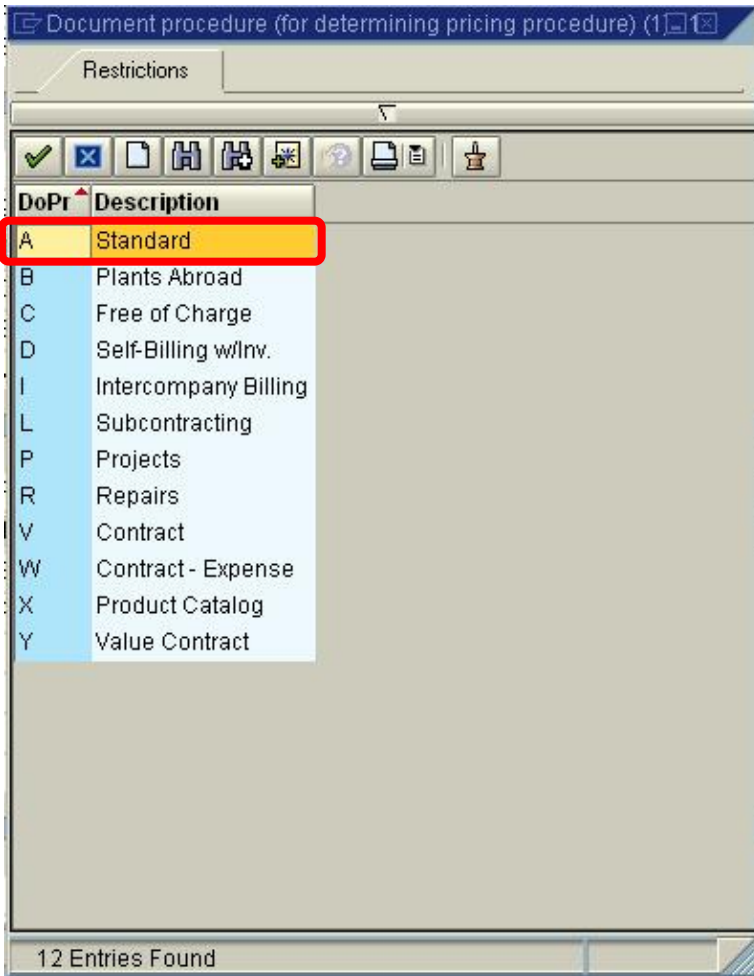 Document procedure (for determining pricing procedure) (1)
Restrictions
DoPr Description
A Standard
B Plants Abroad
C Free of Charge
D Self-Billing w/Inv.
I Intercompany Billing
L Subcontracting
P Projects
R Repairs
V Contract
W Contract - Expense
X Product Catalog
Y Value Contract
12 Entries Found